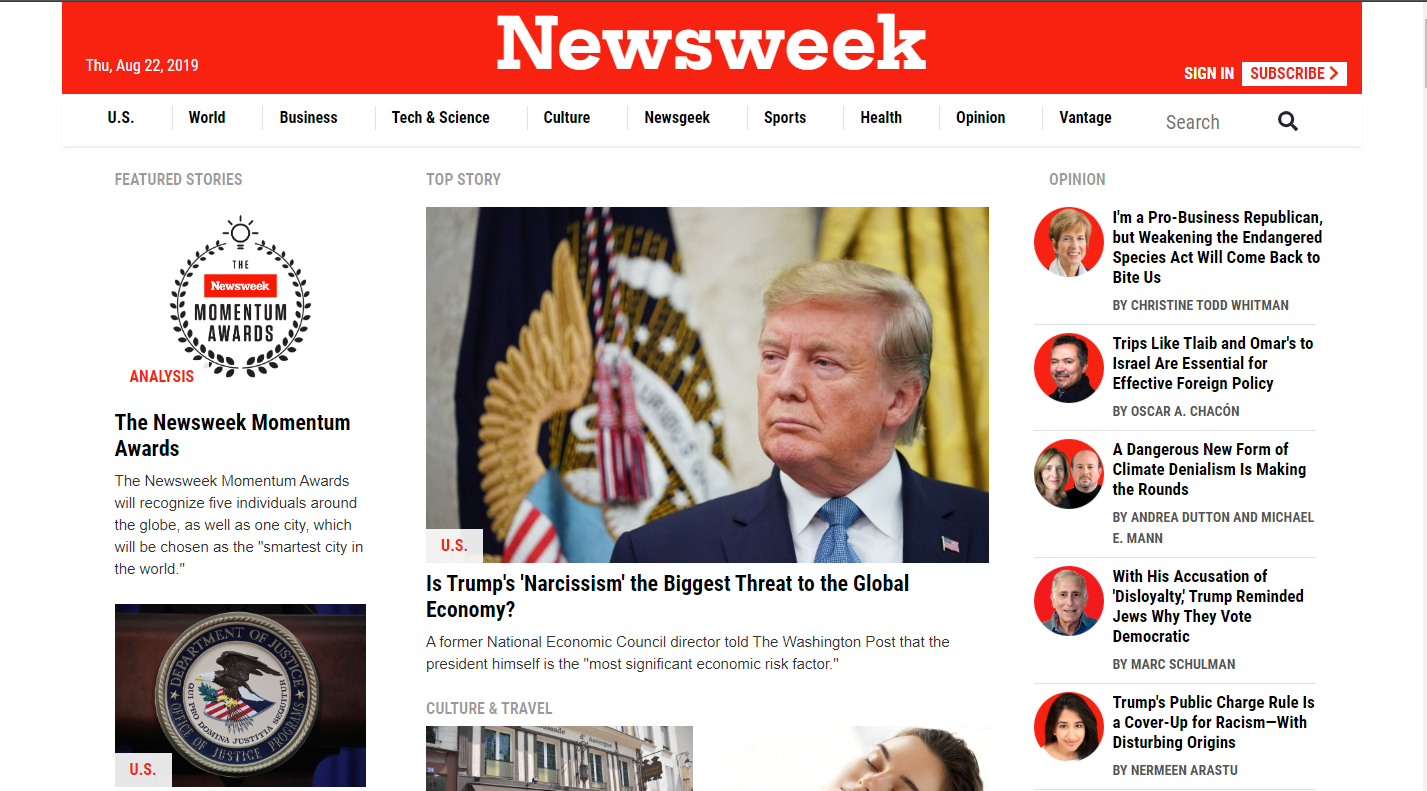 Newsweek
Thu, Aug 22, 2019
SIGN IN SUBSCRIBE
U.S. World Business Tech & Science Culture Newsgeek Sports Health Opinion Vantage Search
FEATURED STORIES
THE
Newsweek
MOMENTUM
AWARDS
ANALYSIS
The Newsweek Momentum
Awards
The Newsweek Momentum Awards
will recognize five individuals around
the globe, as well as one city, which
will be chosen as the "smartest city in
the world."
DEPARTMENT OF JUSTICE
QUI PRO DOMINA JUSTITIA SEQUITUR
OFFICE OF JUSTICE PROGRAMS
U.S.
TOP STORY
U.S.
Is Trump's 'Narcissism' the Biggest Threat to the Global
Economy?
A former National Economic Council director told The Washington Post that the
president himself is the "most significant economic risk factor."
CULTURE & TRAVEL
OPINION
I'm a Pro-Business Republican,
but Weakening the Endangered
Species Act Will Come Back to
Bite Us
BY CHRISTINE TODD WHITMAN
Trips Like Tlaib and Omar's to
Israel Are Essential for
Effective Foreign Policy
BY OSCAR A. CHACÓN
A Dangerous New Form of
Climate Denialism Is Making
the Rounds
BY ANDREA DUTTON AND MICHAEL
E. MANN
With His Accusation of
'Disloyalty,' Trump Reminded
Jews Why They Vote
Democratic
BY MARC SCHULMAN
Trump's Public Charge Rule Is
a Cover-Up for Racism—With
Disturbing Origins
BY NERMEEN ARASTU